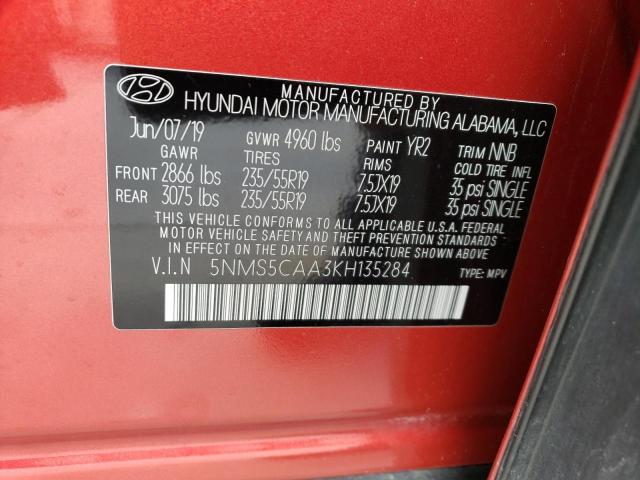 MANUFACTURED BY
HYUNDAI MOTOR MANUFACTURING ALABAMA, LLC
Jun/07/19 GVWR 4960 lbs PAINT YR2 TRIM NNB
GAWR TIRES RIMS COLD TIRE INFL
FRONT 2866 lbs 235/55R19 7.5JX19 35 psi SINGLE
REAR 3075 lbs 235/55R19 7.5JX19 35 psi SINGLE
THIS VEHICLE CONFORMS TO ALL APPLICABLE U.S.A. FEDERAL
MOTOR VEHICLE SAFETY AND THEFT PREVENTION STANDARDS
IN EFFECT ON THE DATE OF MANUFACTURE SHOWN ABOVE.
V.I.N 5NMS5CAA3KH135284 TYPE: MPV